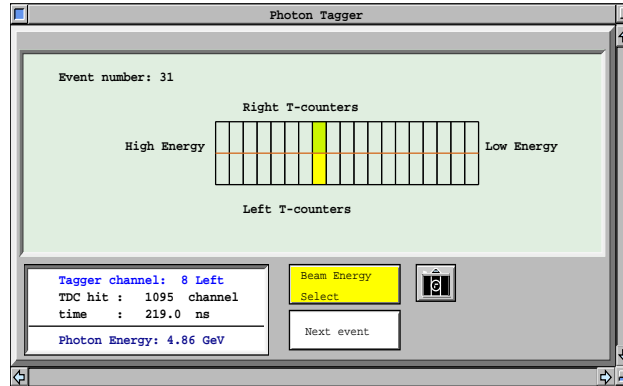 Photon Tagger
Event number: 31
Right T-counters
High Energy
Low Energy
Left T-counters
Tagger channel: 8 Left
TDC hit : 1095 channel
time : 219.0 ns
Photon Energy: 4.86 GeV
Beam Energy
Select
Next event